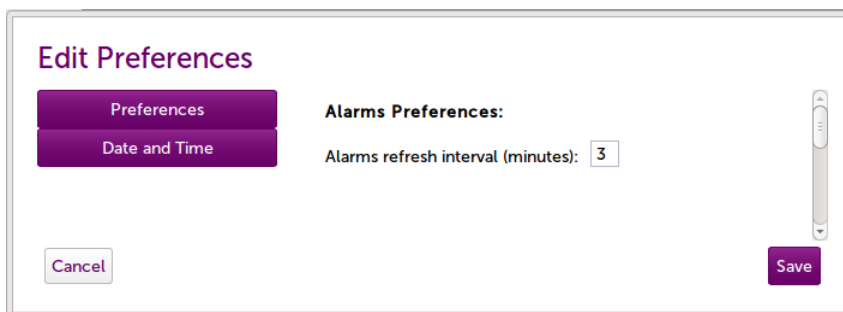 Edit Preferences
Preferences
Date and Time
Alarms Preferences:
Alarms refresh interval (minutes): 3
Cancel
Save